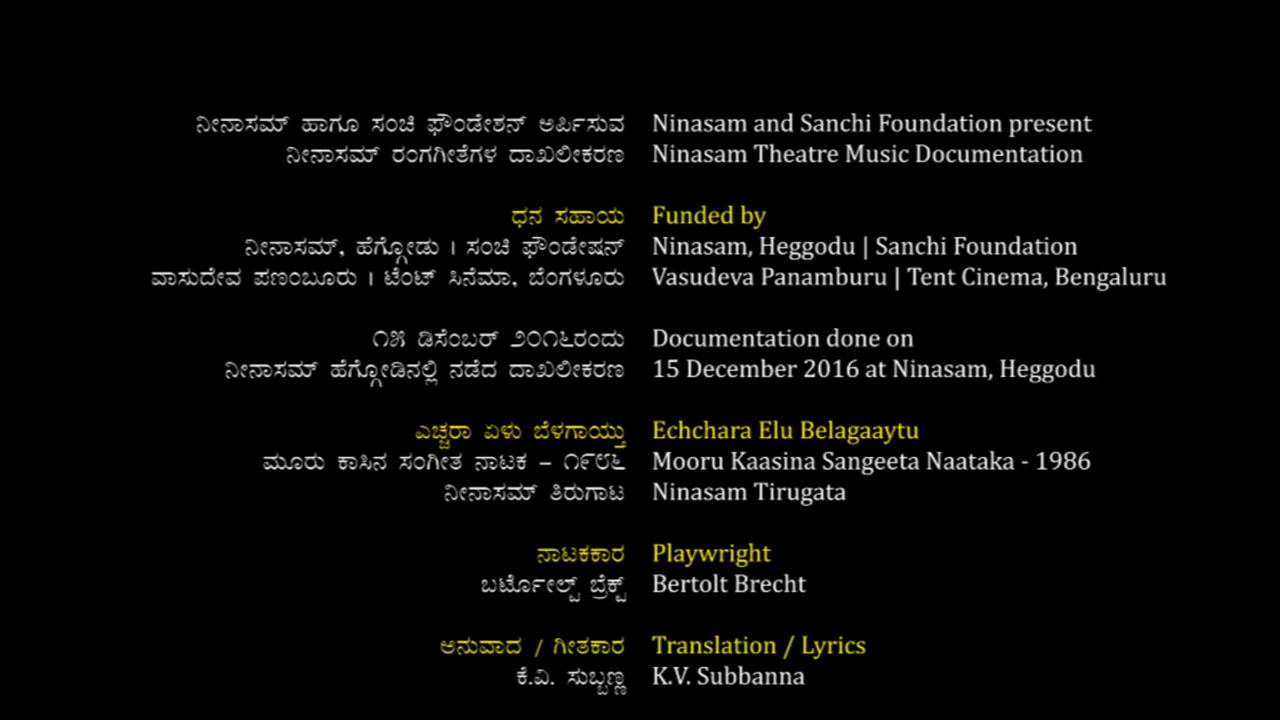 ನೀನಾಸಮ್ ಹಾಗೂ ಸಂಚಿ ಫೌಂಡೇಶನ್ ಅರ್ಪಿಸುವ Ninasam and Sanchi Foundation present
ನೀನಾಸಮ್ ರಂಗಗೀತೆಗಳ ದಾಖಲೀಕರಣ Ninasam Theatre Music Documentation
ಧನ ಸಹಾಯ Funded by
ನೀನಾಸಮ್, ಹೆಗ್ಗೋಡು | ಸಂಚಿ ಫೌಂಡೇಷನ್ Ninasam, Heggodu | Sanchi Foundation
ವಾಸುದೇವ ಪಣಂಬೂರು | ಟೆಂಟ್ ಸಿನೆಮಾ, ಬೆಂಗಳೂರು Vasudeva Panamburu | Tent Cinema, Bengaluru
೧೫ ಡಿಸೆಂಬರ್ ೨೦೧೬ರಂದು Documentation done on
ನೀನಾಸಮ್ ಹೆಗ್ಗೋಡಿನಲ್ಲಿ ನಡೆದ ದಾಖಲೀಕರಣ 15 December 2016 at Ninasam, Heggodu
ಎಚ್ಚರಾ ಏಳು ಬೆಳಗಾಯ್ತು Echchara Elu Belagaaytu
ಮೂರು ಕಾಸಿನ ಸಂಗೀತ ನಾಟಕ – ೧೯೮೬ Mooru Kaasina Sangeeta Naataka - 1986
ನೀನಾಸಮ್ ತಿರುಗಾಟ Ninasam Tirugata
ನಾಟಕಕಾರ Playwright
ಬರ್ಟೋಲ್ಟ್ ಬ್ರೆಕ್ಟ್ Bertolt Brecht
ಅನುವಾದ / ಗೀತಕಾರ Translation / Lyrics
ಕೆ.ವಿ. ಸುಬ್ಬಣ್ಣ K.V. Subbanna